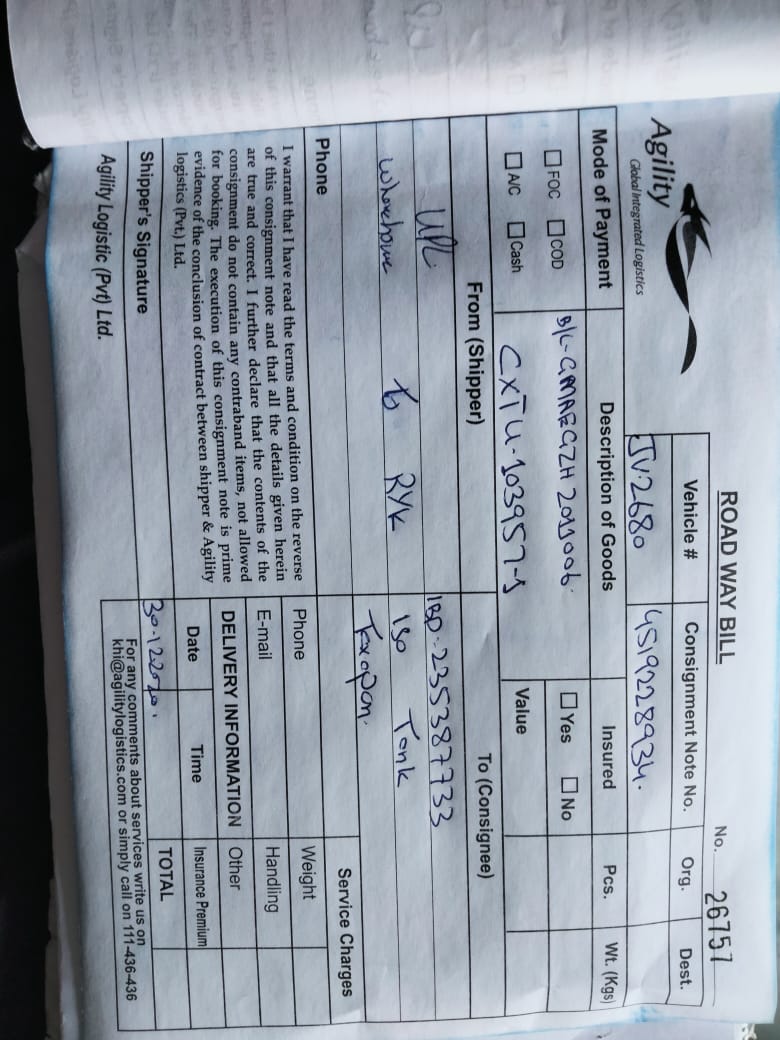 ROAD WAY BILL
No. 26757
Agility
Global Integrated Logistics
Vehicle # Consignment Note No. Org. Dest.
JV-2680 4519228934.
Mode of Payment Description of Goods Insured Pcs. Wt. (Kgs)
FOC COD B/L-GMAEGZH 2011006 Yes No
A/C Cash CXTU-103957-1 Value
From (Shipper) To (Consignee)
UPL IBD-235387733
to RYK ISO Tank
Texapon.
Phone Service Charges
I warrant that I have read the terms and condition on the reverse
of this consignment note and that all the details given herein
are true and correct. I further declare that the contents of the
consignment do not contain any contraband items, not allowed
for booking. The execution of this consignment note is prime
evidence of the conclusion of contract between shipper & Agility
logistics (Pvt.) Ltd.
Phone Weight
E-mail Handling
DELIVERY INFORMATION Other
Date Time Insurance Premium
30.12.2020. TOTAL
Shipper's Signature
For any comments about services write us on
khi@agilitylogistics.com or simply call on 111-436-436
Agility Logistic (Pvt) Ltd.